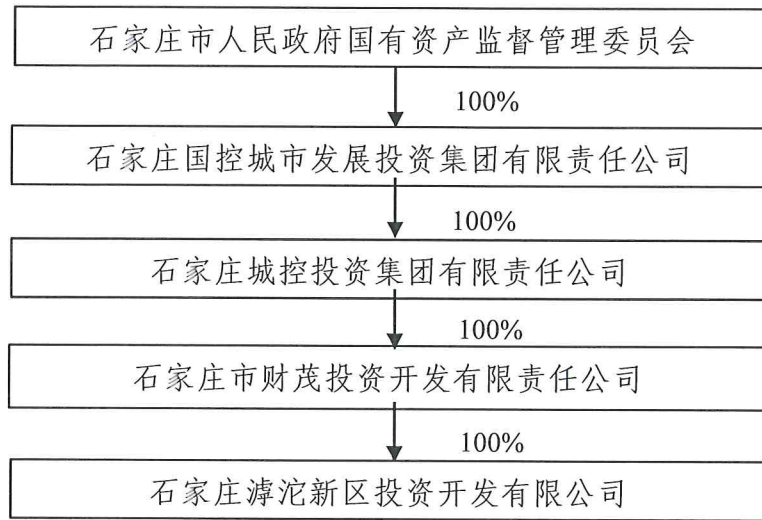 石家庄市人民政府国有资产监督管理委员会
100%
石家庄国控城市发展投资集团有限责任公司
100%
石家庄城控投资集团有限责任公司
100%
石家庄市财茂投资开发有限责任公司
100%
石家庄滹沱新区投资开发有限公司